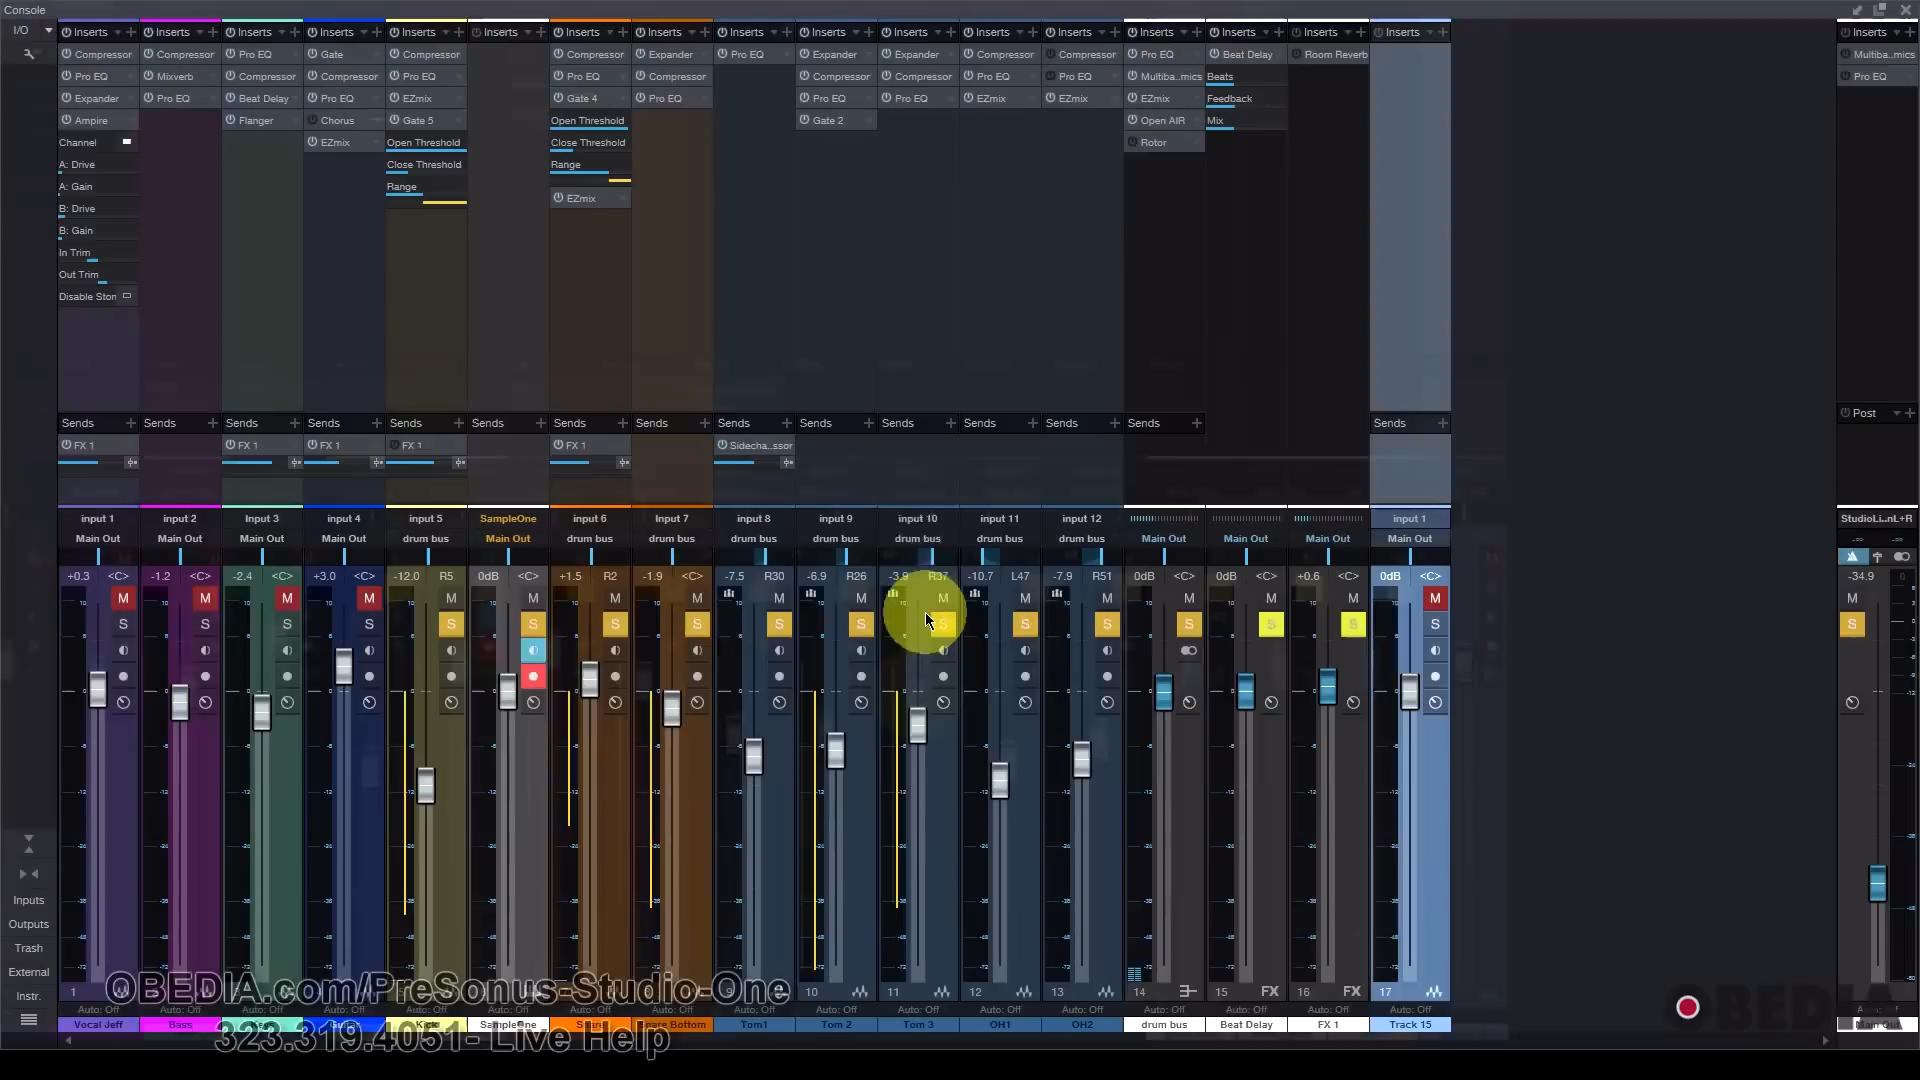 Console
I/O Inserts Inserts Inserts Inserts Inserts Inserts Inserts Inserts Inserts Inserts Inserts Inserts Inserts Inserts Inserts Inserts Inserts Inserts
Compressor Compressor Pro EQ Gate Compressor Compressor Expander Pro EQ Expander Expander Compressor Compressor Pro EQ Beat Delay Room Reverb Multiba..mics
Pro EQ Mixverb Compressor Compressor Pro EQ Pro EQ Compressor Compressor Compressor Pro EQ Pro EQ Multiba..mics Beats Pro EQ
Expander Pro EQ Beat Delay Pro EQ EZmix Gate 4 Pro EQ Pro EQ Pro EQ EZmix EZmix EZmix Feedback
Ampire Flanger Chorus Gate 5 Open Threshold Gate 2 Open AIR Mix
Channel EZmix Open Threshold Close Threshold Rotor
A: Drive Close Threshold Range
A: Gain Range
EZmix
B: Drive
B: Gain
In Trim
Out Trim
Disable Ston
Sends Sends Sends Sends Sends Sends Sends Sends Sends Sends Sends Sends Sends Sends Post
FX 1 FX 1 FX 1 FX 1 FX 1 Sidecha..ssor
input 1 input 2 Input 3 input 4 input 5 SampleOne input 6 Input 7 input 8 input 9 input 10 input 11 input 12 input 1 StudioLi..nL+R
Main Out Main Out Main Out Main Out drum bus Main Out drum bus drum bus drum bus drum bus drum bus drum bus drum bus Main Out Main Out Main Out Main Out
+0.3 <C> -1.2 <C> -2.4 <C> +3.0 <C> -12.0 R5 0dB <C> +1.5 R2 -1.9 <C> -7.5 R30 -6.9 R26 -3.9 R37 -10.7 L47 -7.9 R51 0dB <C> 0dB <C> +0.6 <C> 0dB <C> -34.9
M M M M M M M M M M M M M M M M M M
S S S S S S S S S S S S S S S S S S
Inputs
Outputs
Trash
External
Instr.
OBEDIA.com/PreSonus-Studio-One
1 10 11 12 13 14 15 FX 16 FX 17
OBEDIA
Auto: Off Auto: Off Auto: Off Auto: Off Auto: Off Auto: Off Auto: Off Auto: Off Auto: Off Auto: Off Auto: Off Auto: Off Auto: Off Auto: Off Auto: Off Auto: Off Auto: Off
Vocal Jeff Bass Keys Guitar Kick SampleOne Snare Snare Bottom Tom1 Tom 2 Tom 3 OH1 OH2 drum bus Beat Delay FX 1 Track 15 Main Out
323.319.4051- Live Help